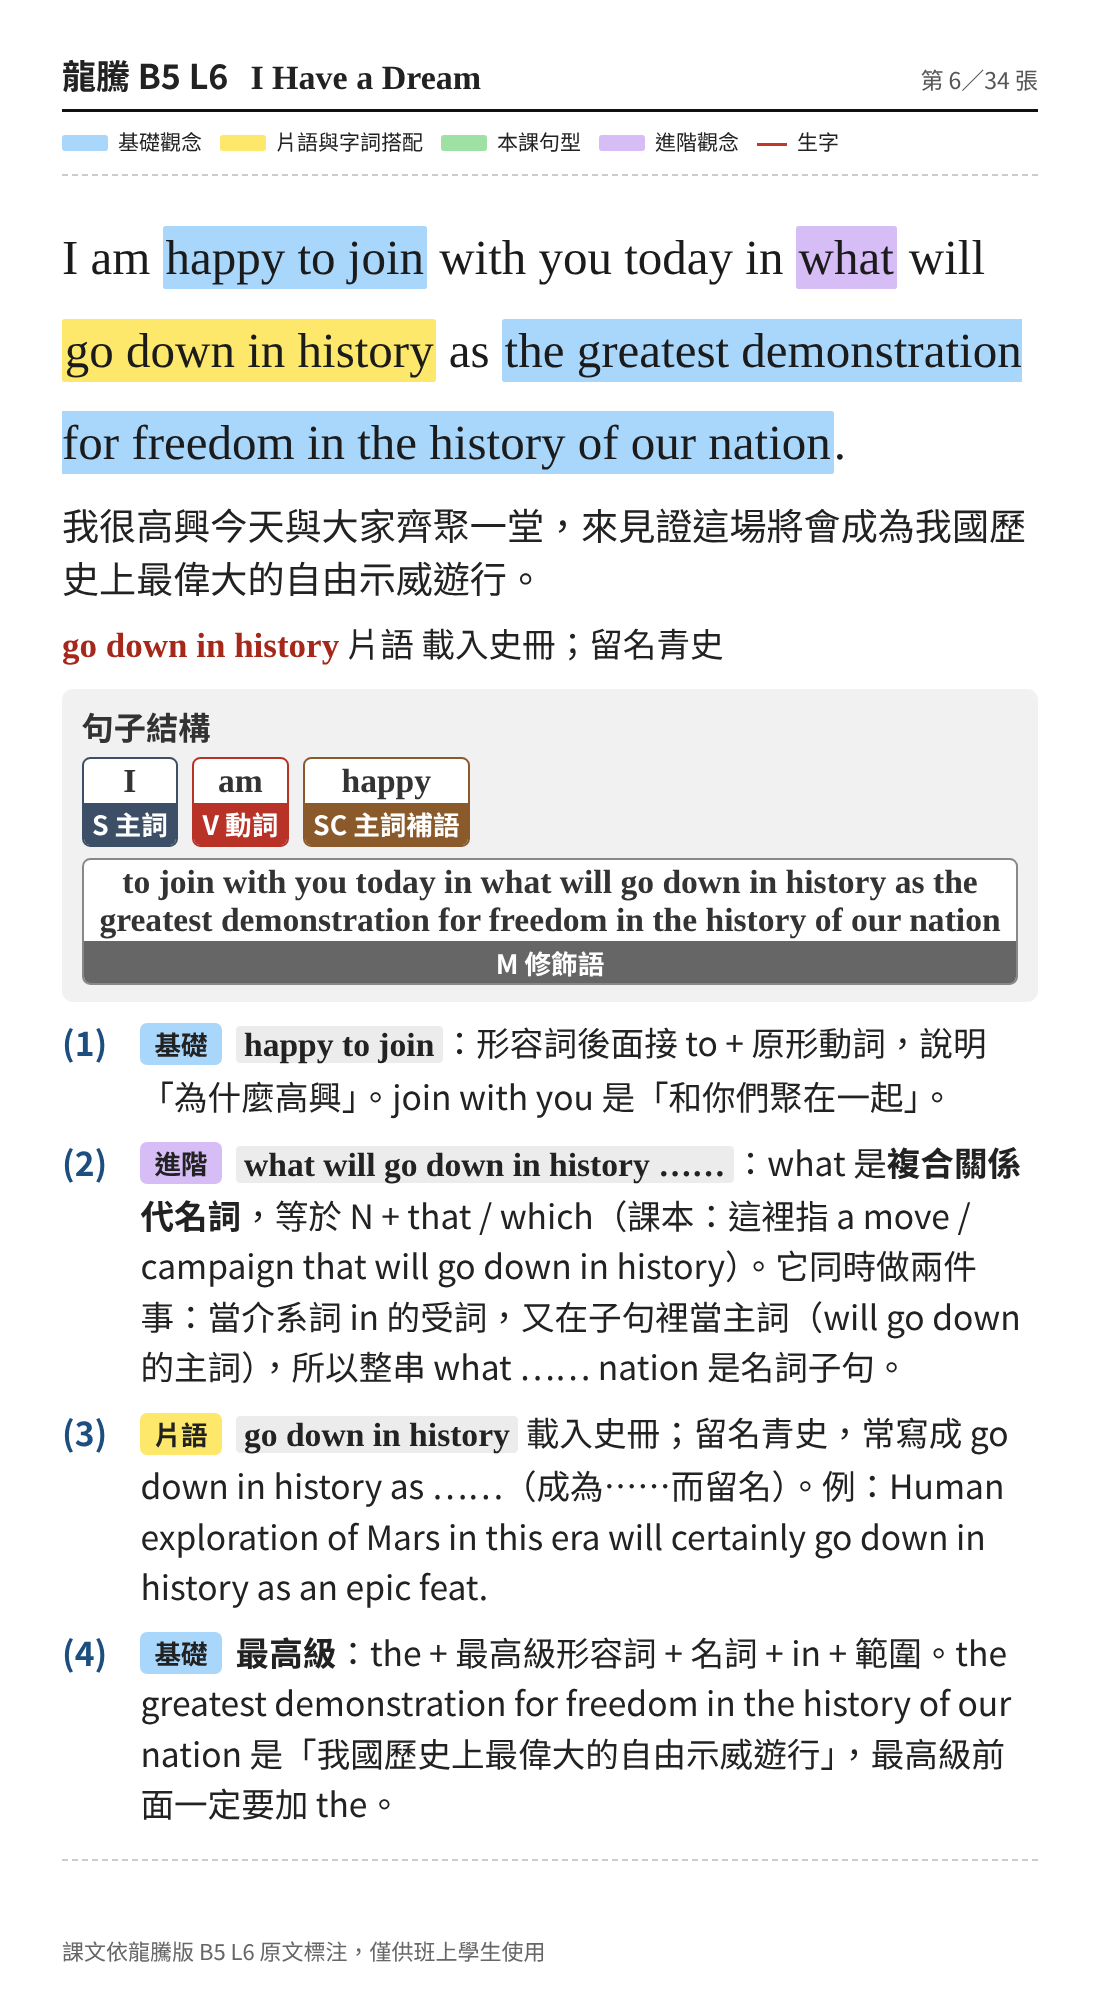 龍騰 B5 L6 I Have a Dream
第 6／34 張
基礎觀念 片語與字詞搭配 本課句型 進階觀念 生字
I am happy to join with you today in what will
go down in history as the greatest demonstration
for freedom in the history of our nation.
我很高興今天與大家齊聚一堂，來見證這場將會成為我國歷
史上最偉大的自由示威遊行。
go down in history 片語 載入史冊；留名青史
句子結構
I am happy
S 主詞 V 動詞 SC 主詞補語
to join with you today in what will go down in history as the
greatest demonstration for freedom in the history of our nation
M 修飾語
(1) 基礎 happy to join：形容詞後面接 to + 原形動詞，說明
「為什麼高興」。join with you 是「和你們聚在一起」。
(2) 進階 what will go down in history ……：what 是複合關係
代名詞，等於 N + that / which（課本：這裡指 a move /
campaign that will go down in history）。它同時做兩件
事：當介系詞 in 的受詞，又在子句裡當主詞（will go down
的主詞），所以整串 what …… nation 是名詞子句。
(3) 片語 go down in history 載入史冊；留名青史，常寫成 go
down in history as ……（成為……而留名）。例：Human
exploration of Mars in this era will certainly go down in
history as an epic feat.
(4) 基礎 最高級：the + 最高級形容詞 + 名詞 + in + 範圍。the
greatest demonstration for freedom in the history of our
nation 是「我國歷史上最偉大的自由示威遊行」，最高級前
面一定要加 the。
課文依龍騰版 B5 L6 原文標注，僅供班上學生使用